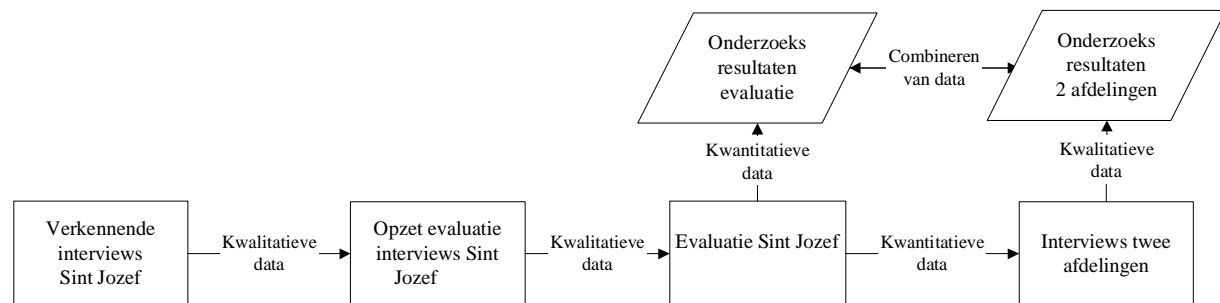 Onderzoeks
resultaten
evaluatie
Combineren
van data
Onderzoeks
resultaten
2 afdelingen
Kwantitatieve
data
Kwalitatieve
data
Verkennende
interviews
Sint Jozef
Kwalitatieve
data
Opzet evaluatie
interviews Sint
Jozef
Kwalitatieve
data
Evaluatie Sint Jozef
Kwantitatieve
data
Interviews twee
afdelingen